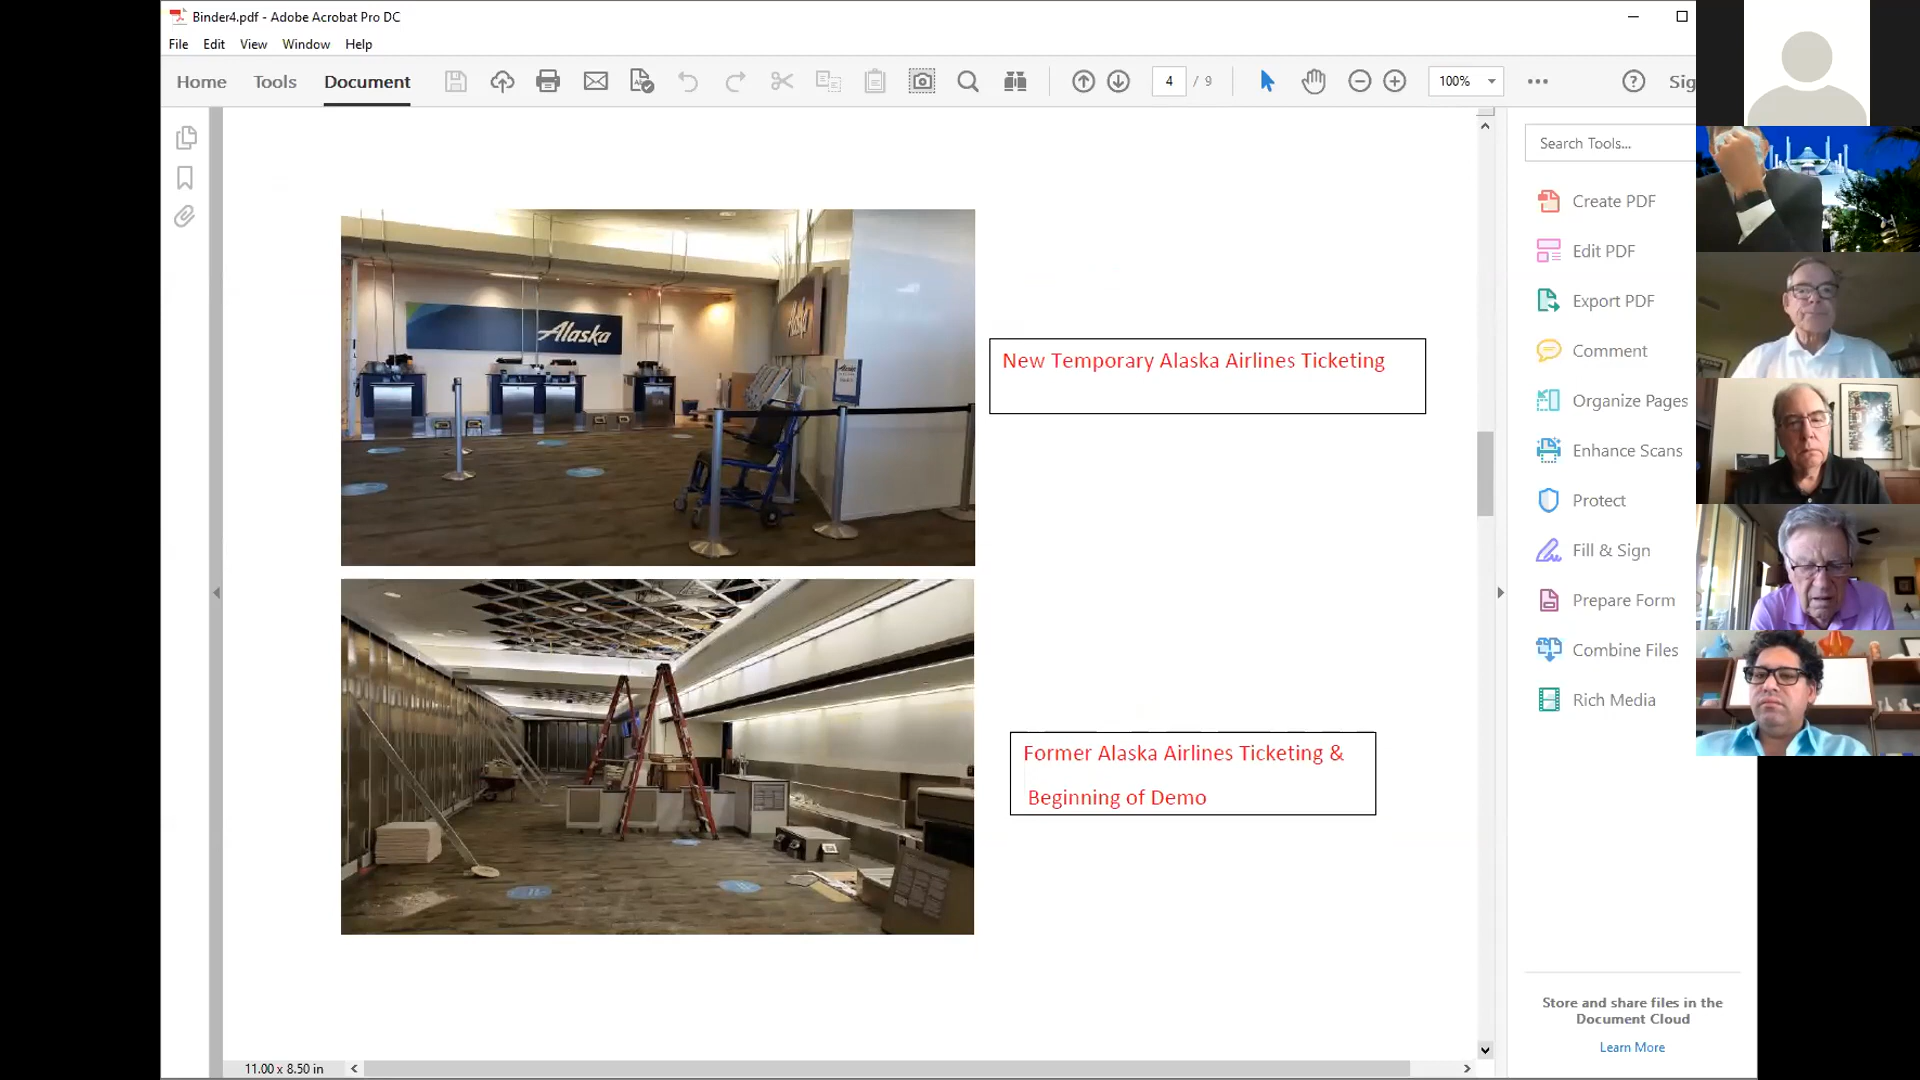 Binder4.pdf - Adobe Acrobat Pro DC
File Edit View Window Help
Home Tools Document 4 / 9 100% Sig
Search Tools...
Create PDF
Edit PDF
Export PDF
Comment
Organize Pages
Enhance Scans
Protect
Fill & Sign
Prepare Form
Combine Files
Rich Media
Store and share files in the
Document Cloud
Learn More
Alaska
Alaska
New Temporary Alaska Airlines Ticketing
Former Alaska Airlines Ticketing &
Beginning of Demo
11.00 x 8.50 in